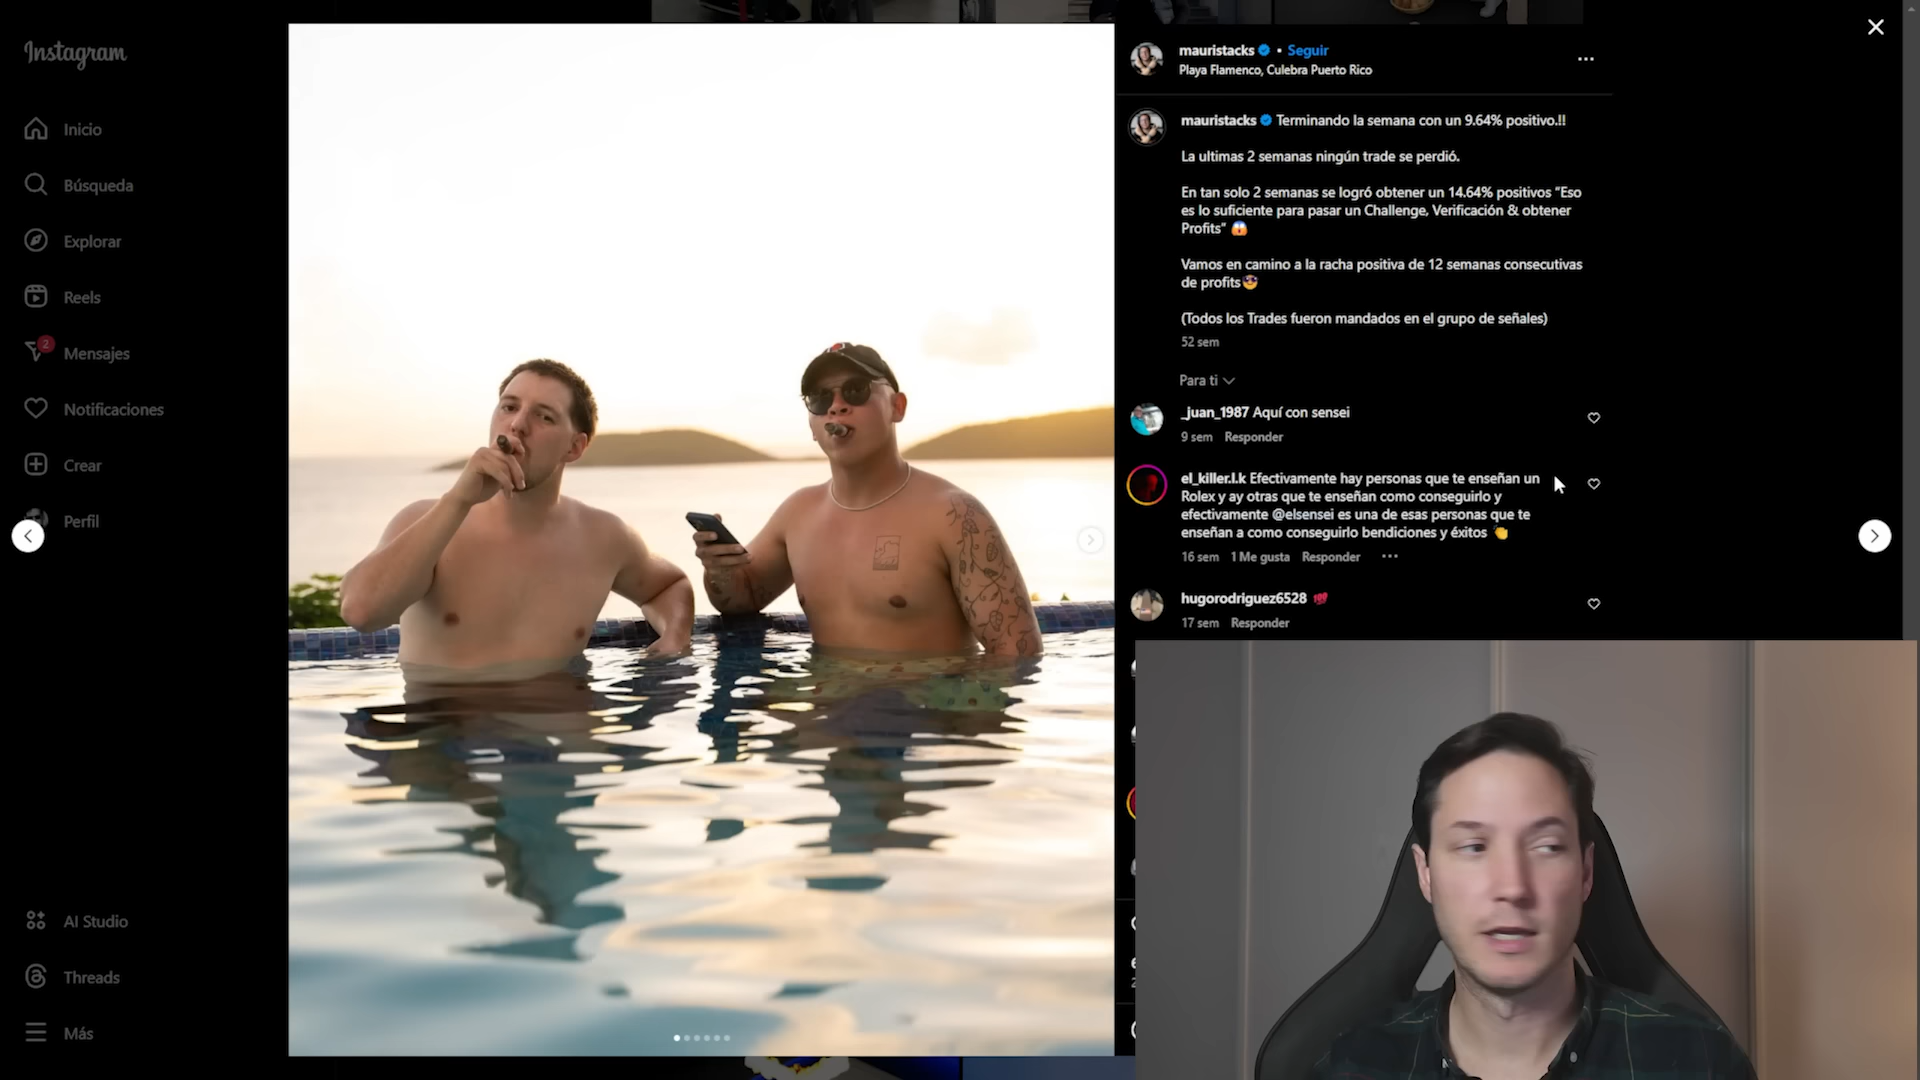 Instagram
Inicio
Búsqueda
Explorar
Reels
2
Mensajes
Notificaciones
Crear
Perfil
AI Studio
Threads
Más
mauristacks • Seguir
Playa Flamenco, Culebra Puerto Rico
mauristacks Terminando la semana con un 9.64% positivo.!!
La ultimas 2 semanas ningún trade se perdió.
En tan solo 2 semanas se logró obtener un 14.64% positivos “Eso
es lo suficiente para pasar un Challenge, Verificación & obtener
Profits” 😱
Vamos en camino a la racha positiva de 12 semanas consecutivas
de profits😎
(Todos los Trades fueron mandados en el grupo de señales)
52 sem
Para ti
_juan_1987 Aquí con sensei
9 sem Responder
el_killer.l.k Efectivamente hay personas que te enseñan un
Rolex y ay otras que te enseñan como conseguirlo y
efectivamente @elsensei es una de esas personas que te
enseñan a como conseguirlo bendiciones y éxitos 👏
16 sem 1 Me gusta Responder
hugorodriguez6528 💯
17 sem Responder